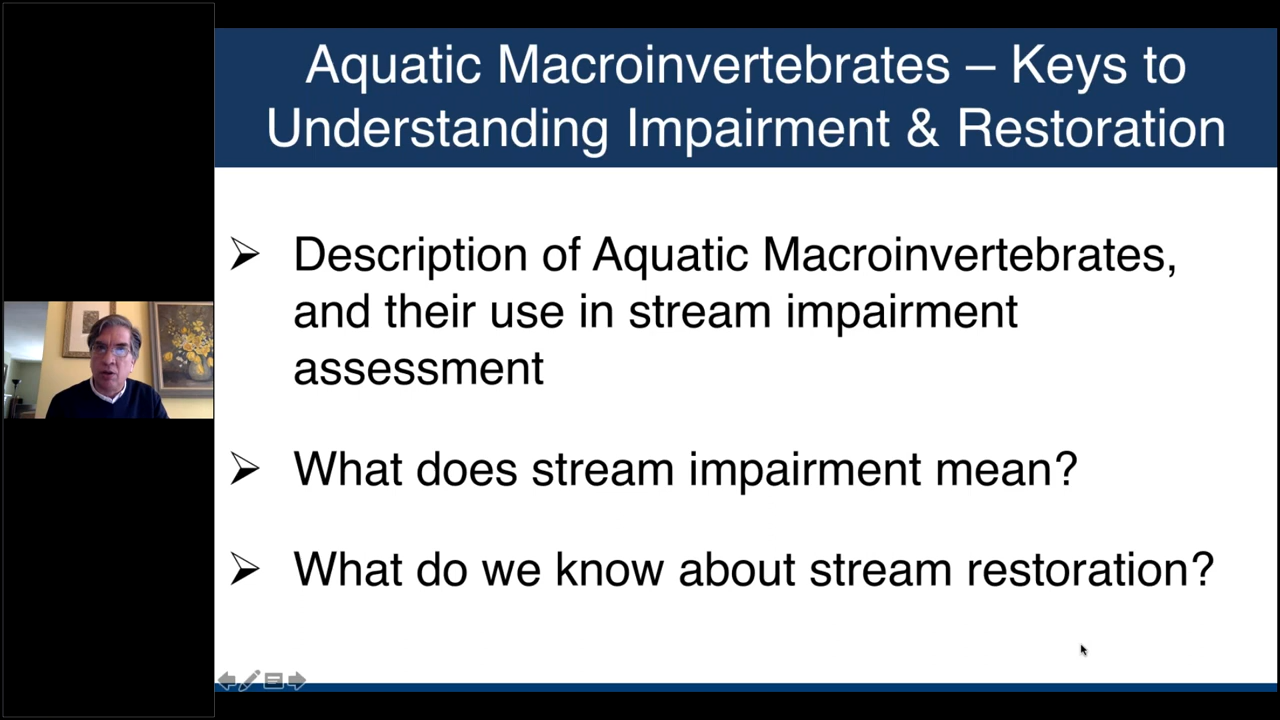 Aquatic Macroinvertebrates – Keys to
Understanding Impairment & Restoration
Description of Aquatic Macroinvertebrates,
and their use in stream impairment
assessment
What does stream impairment mean?
What do we know about stream restoration?